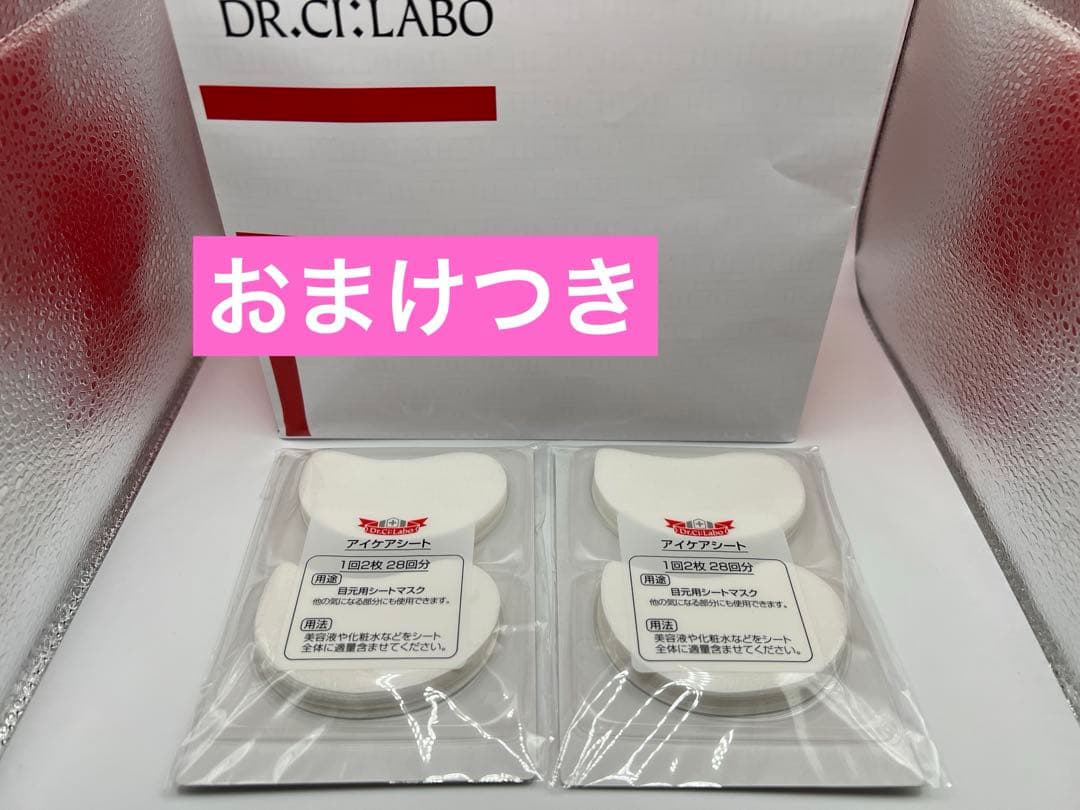 DR.CI:LABO
おまけつき
Dr.Ci:Labo
アイケアシート
1回2枚 28回分
用途
目元用シートマスク
他の気になる部分にも使用できます。
用法
美容液や化粧水などをシート
全体に適量含ませてください。
Dr.Ci:Labo
アイケアシート
1回2枚 28回分
用途
目元用シートマスク
他の気になる部分にも使用できます。
用法
美容液や化粧水などをシート
全体に適量含ませてください。